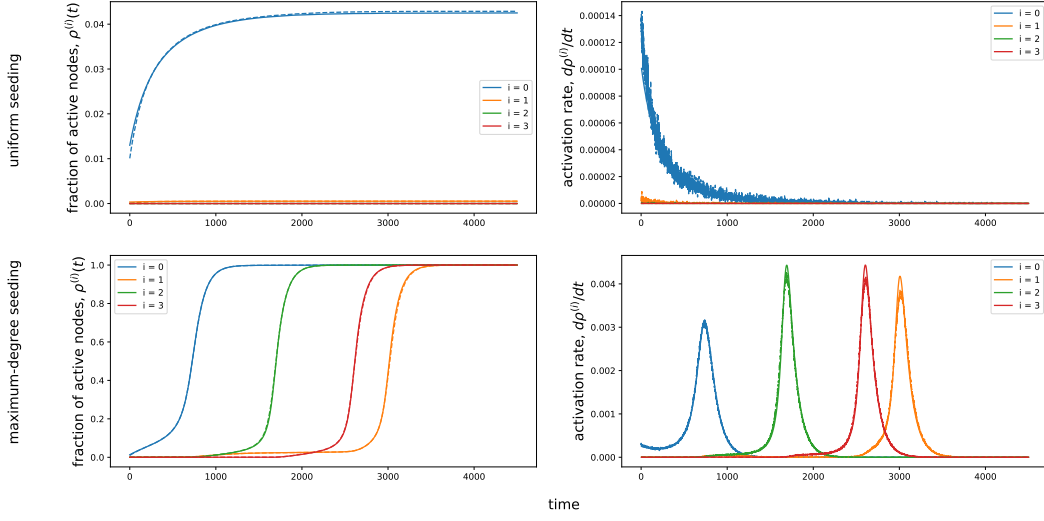 uniform seeding
fraction of active nodes, ρ^(i)(t)
0.04
0.03
0.02
0.01
0.00
0
1000
2000
3000
4000
i = 0
i = 1
i = 2
i = 3
activation rate, dρ^(i)/dt
0.00014
0.00012
0.00010
0.00008
0.00006
0.00004
0.00002
0.00000
0
1000
2000
3000
4000
i = 0
i = 1
i = 2
i = 3
maximum-degree seeding
fraction of active nodes, ρ^(i)(t)
1.0
0.8
0.6
0.4
0.2
0.0
0
1000
2000
3000
4000
i = 0
i = 1
i = 2
i = 3
activation rate, dρ^(i)/dt
0.004
0.003
0.002
0.001
0.000
0
1000
2000
3000
4000
i = 0
i = 1
i = 2
i = 3
time